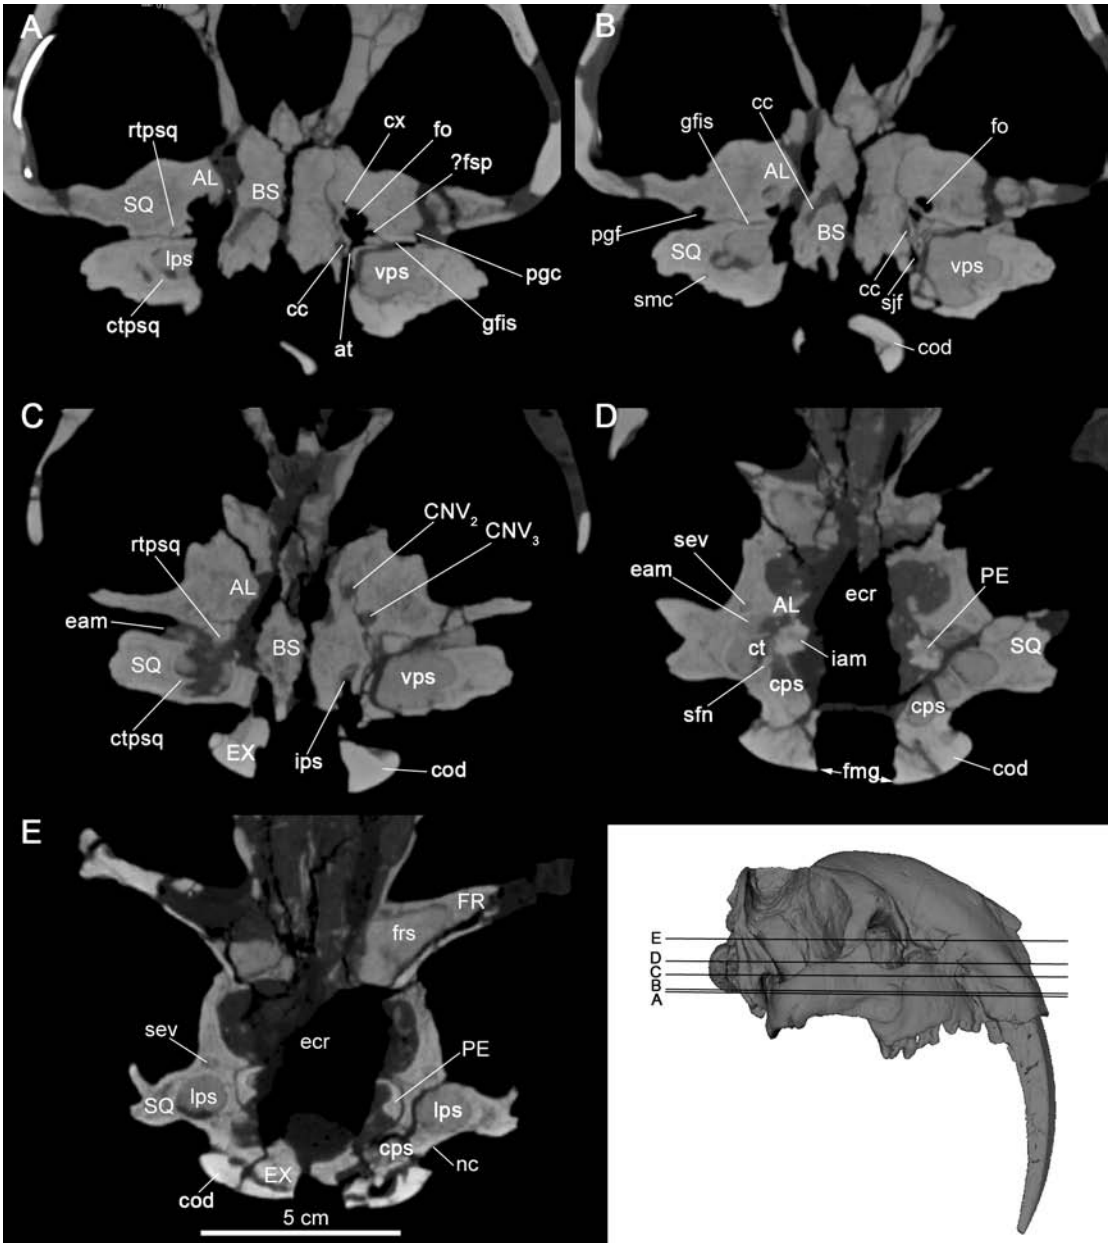 A
rtpsq
cx
fo
?fsp
AL
BS
SQ
lps
vps
pgc
ctpsq
cc
gfis
at
B
gfis
cc
fo
AL
pgf
BS
SQ
vps
smc
cc
sjf
cod
C
CNV2
CNV3
rtpsq
AL
eam
BS
SQ
vps
ctpsq
EX
ips
cod
D
sev
eam
PE
ecr
AL
ct
SQ
iam
cps
sfn
cps
fmg
cod
E
FR
frs
sev
ecr
PE
SQ
lps
lps
cps
nc
EX
cod
5 cm
E
D
C
B
A